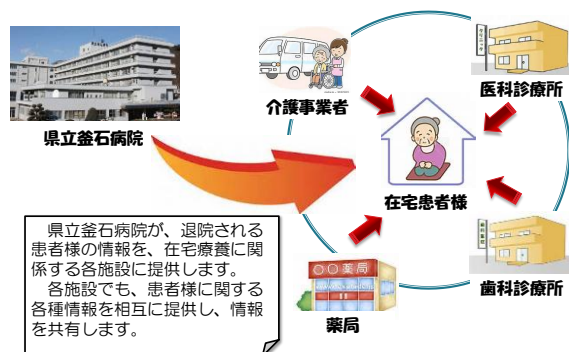 県立釜石病院
介護事業者
医科診療所
在宅患者様
歯科診療所
〇〇薬局
薬局
県立釜石病院が、退院される
患者様の情報を、在宅療養に関
係する各施設に提供します。
各施設でも、患者様に関する
各種情報を相互に提供し、情報
を共有します。